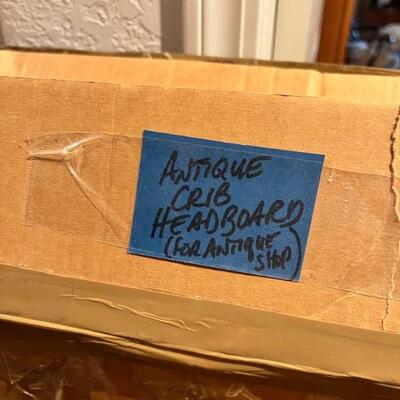 ANTIQUE
CRIB
HEADBOARD
(FOR ANTIQUE
SHOP)